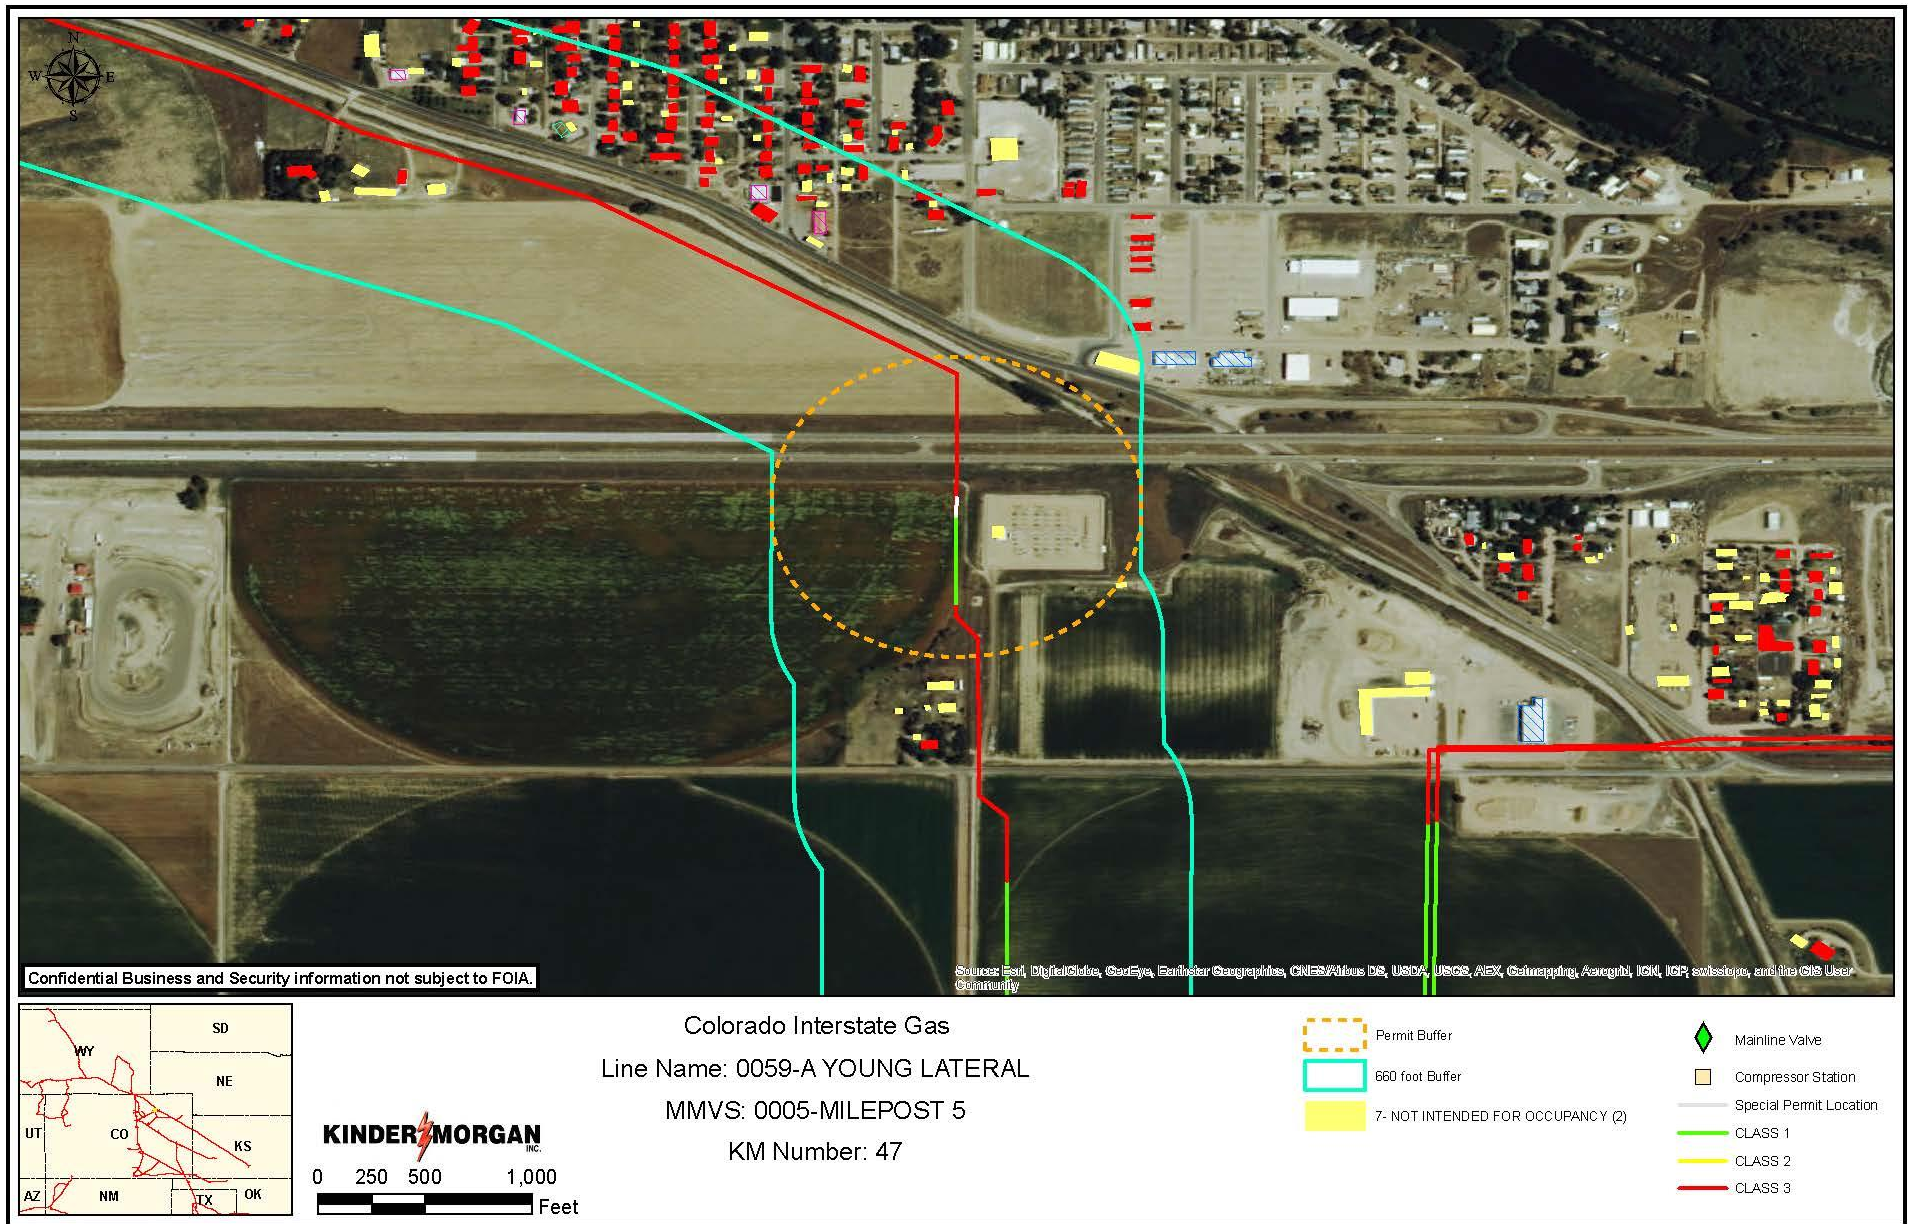 N
W E
S
Confidential Business and Security information not subject to FOIA.
Source: Esri, DigitalGlobe, GeoEye, Earthstar Geographics, CNES/Airbus DS, USDA, USGS, AEX, Getmapping, Aerogrid, IGN, IGP, swisstopo, and the GIS User
Community
SD
WY
NE
UT
CO
KS
AZ
NM
TX
OK
KINDER MORGAN
INC.
0 250 500 1,000
Feet
Colorado Interstate Gas
Line Name: 0059-A YOUNG LATERAL
MMVS: 0005-MILEPOST 5
KM Number: 47
Permit Buffer
660 foot Buffer
7- NOT INTENDED FOR OCCUPANCY (2)
Mainline Valve
Compressor Station
Special Permit Location
CLASS 1
CLASS 2
CLASS 3